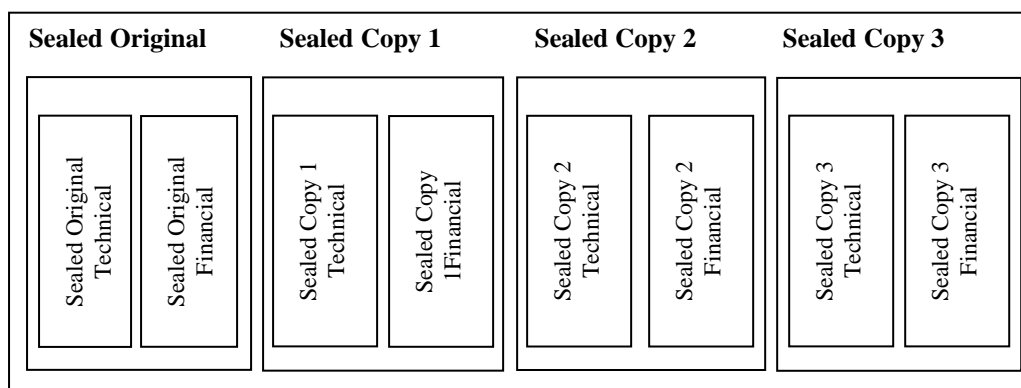 Sealed Original
Sealed Copy 1
Sealed Copy 2
Sealed Copy 3
Sealed Original
Technical
Sealed Original
Financial
Sealed Copy 1
Technical
Sealed Copy
1Financial
Sealed Copy 2
Technical
Sealed Copy 2
Financial
Sealed Copy 3
Technical
Sealed Copy 3
Financial